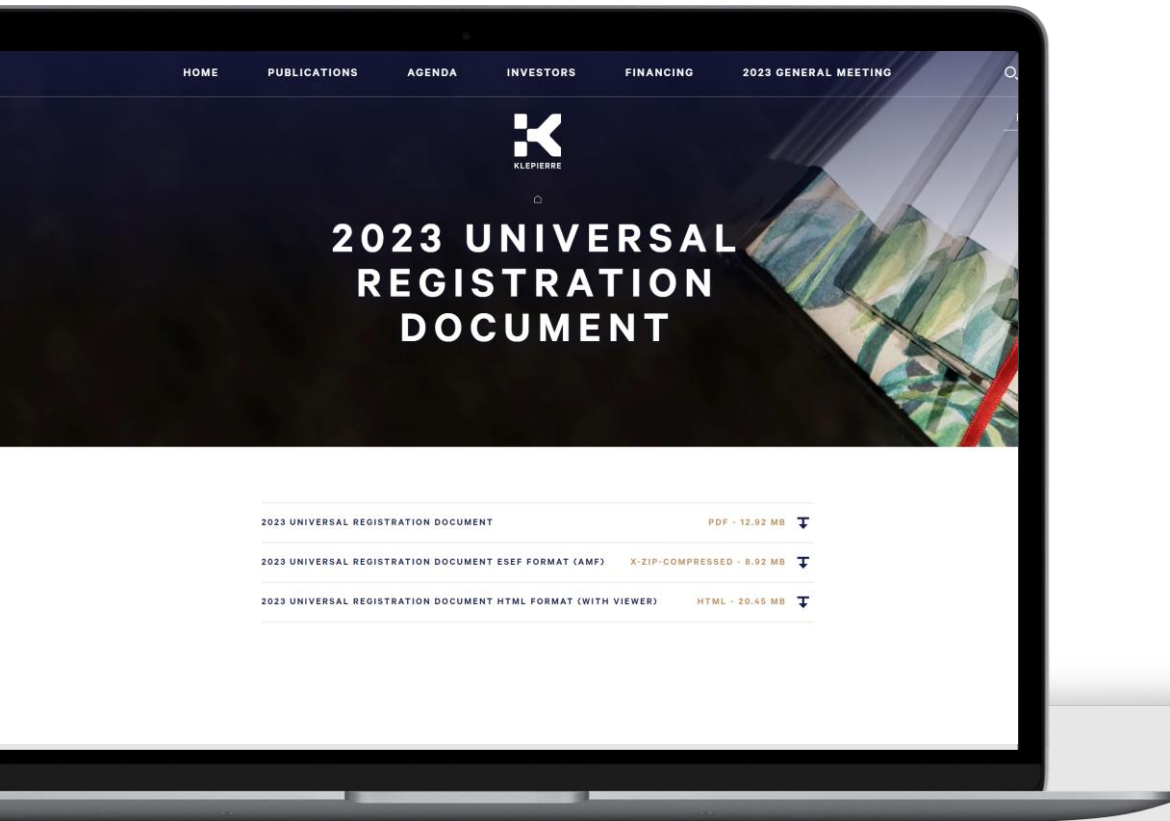 HOME PUBLICATIONS AGENDA INVESTORS FINANCING 2023 GENERAL MEETING
KLEPIERRE
2023 UNIVERSAL
REGISTRATION
DOCUMENT
2023 UNIVERSAL REGISTRATION DOCUMENT PDF - 12.92 MB
2023 UNIVERSAL REGISTRATION DOCUMENT ESEF FORMAT (AMF) X-ZIP-COMPRESSED - 8.92 MB
2023 UNIVERSAL REGISTRATION DOCUMENT HTML FORMAT (WITH VIEWER) HTML - 20.45 MB